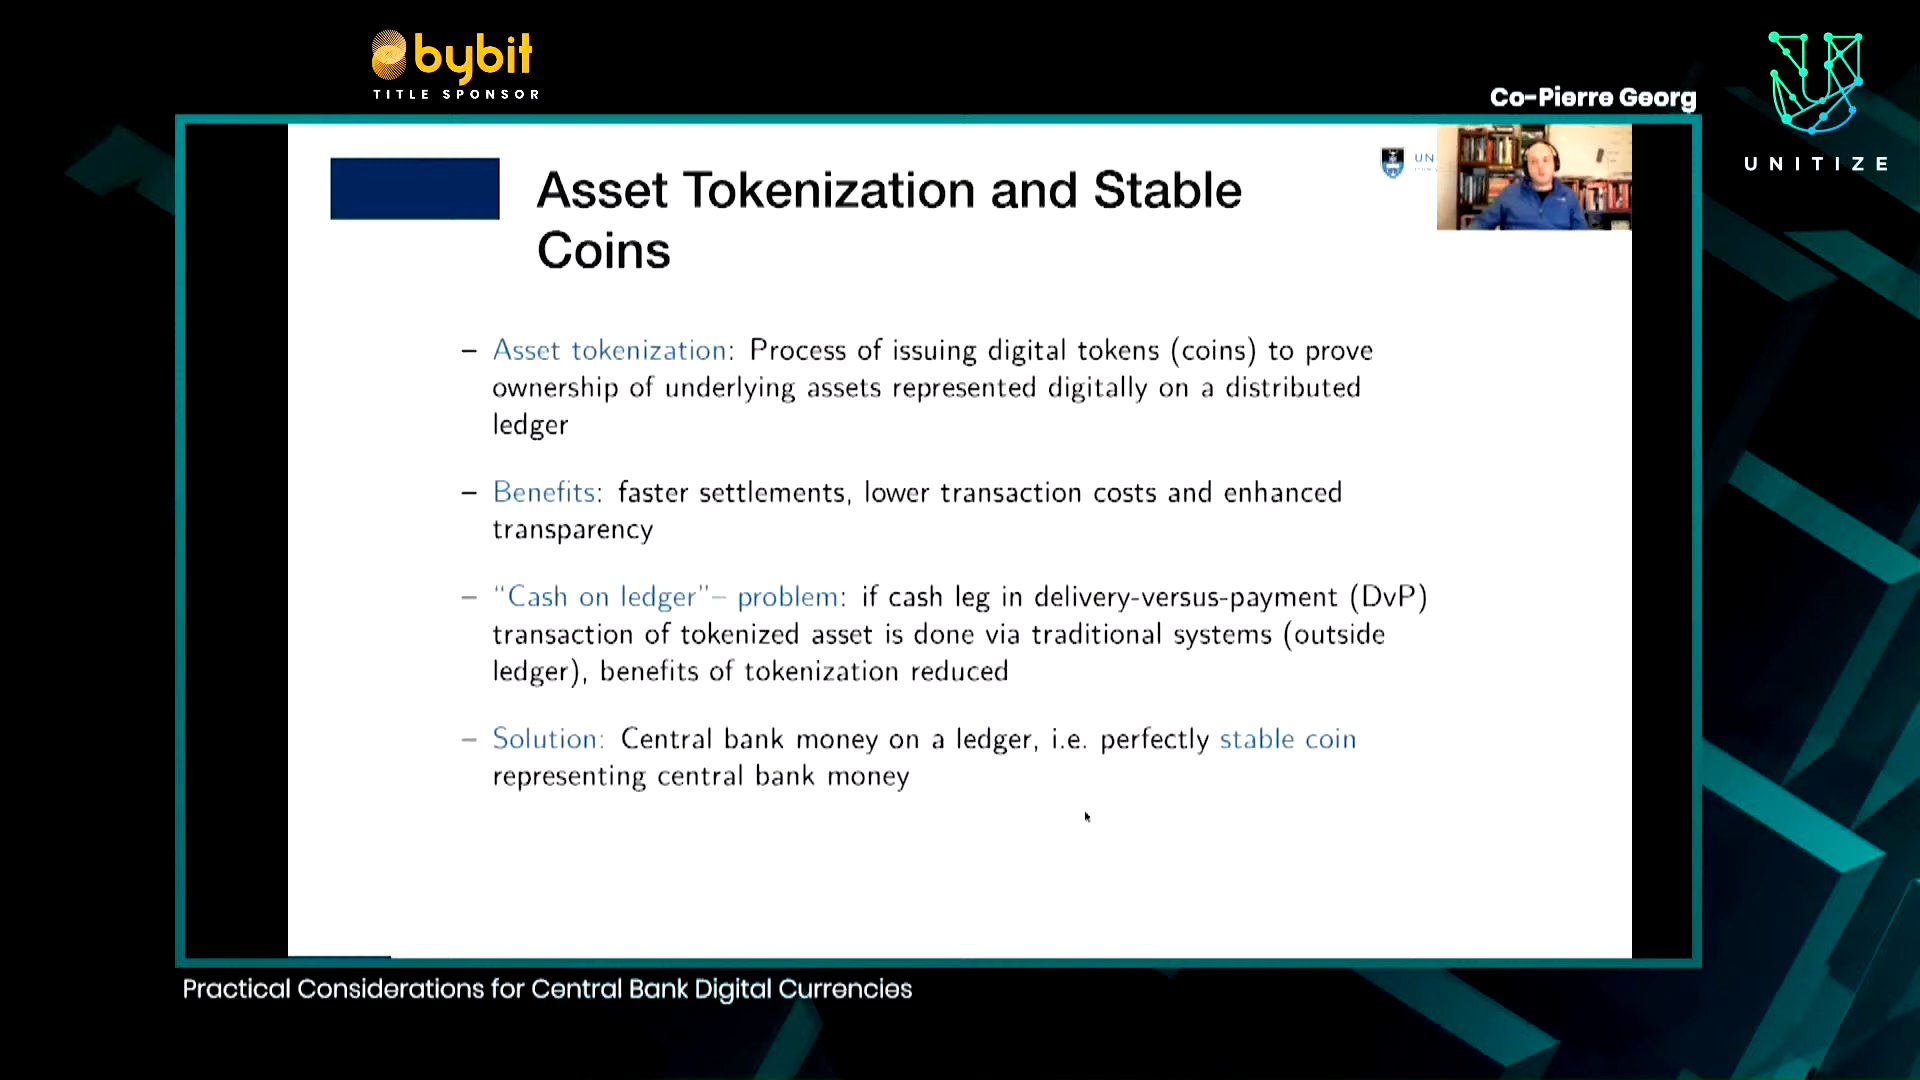 bybit
TITLE SPONSOR
Co-Pierre Georg
UNITIZE
UN
Asset Tokenization and Stable
Coins
– Asset tokenization: Process of issuing digital tokens (coins) to prove
ownership of underlying assets represented digitally on a distributed
ledger
– Benefits: faster settlements, lower transaction costs and enhanced
transparency
– “Cash on ledger”– problem: if cash leg in delivery-versus-payment (DvP)
transaction of tokenized asset is done via traditional systems (outside
ledger), benefits of tokenization reduced
– Solution: Central bank money on a ledger, i.e. perfectly stable coin
representing central bank money
Practical Considerations for Central Bank Digital Currencies